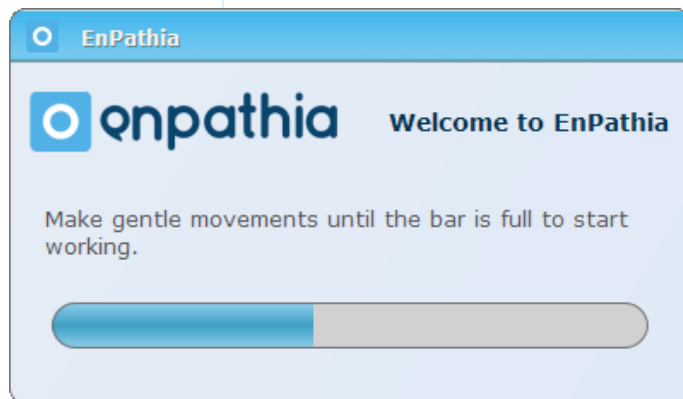 EnPathia
enpathia
Welcome to EnPathia
Make gentle movements until the bar is full to start
working.